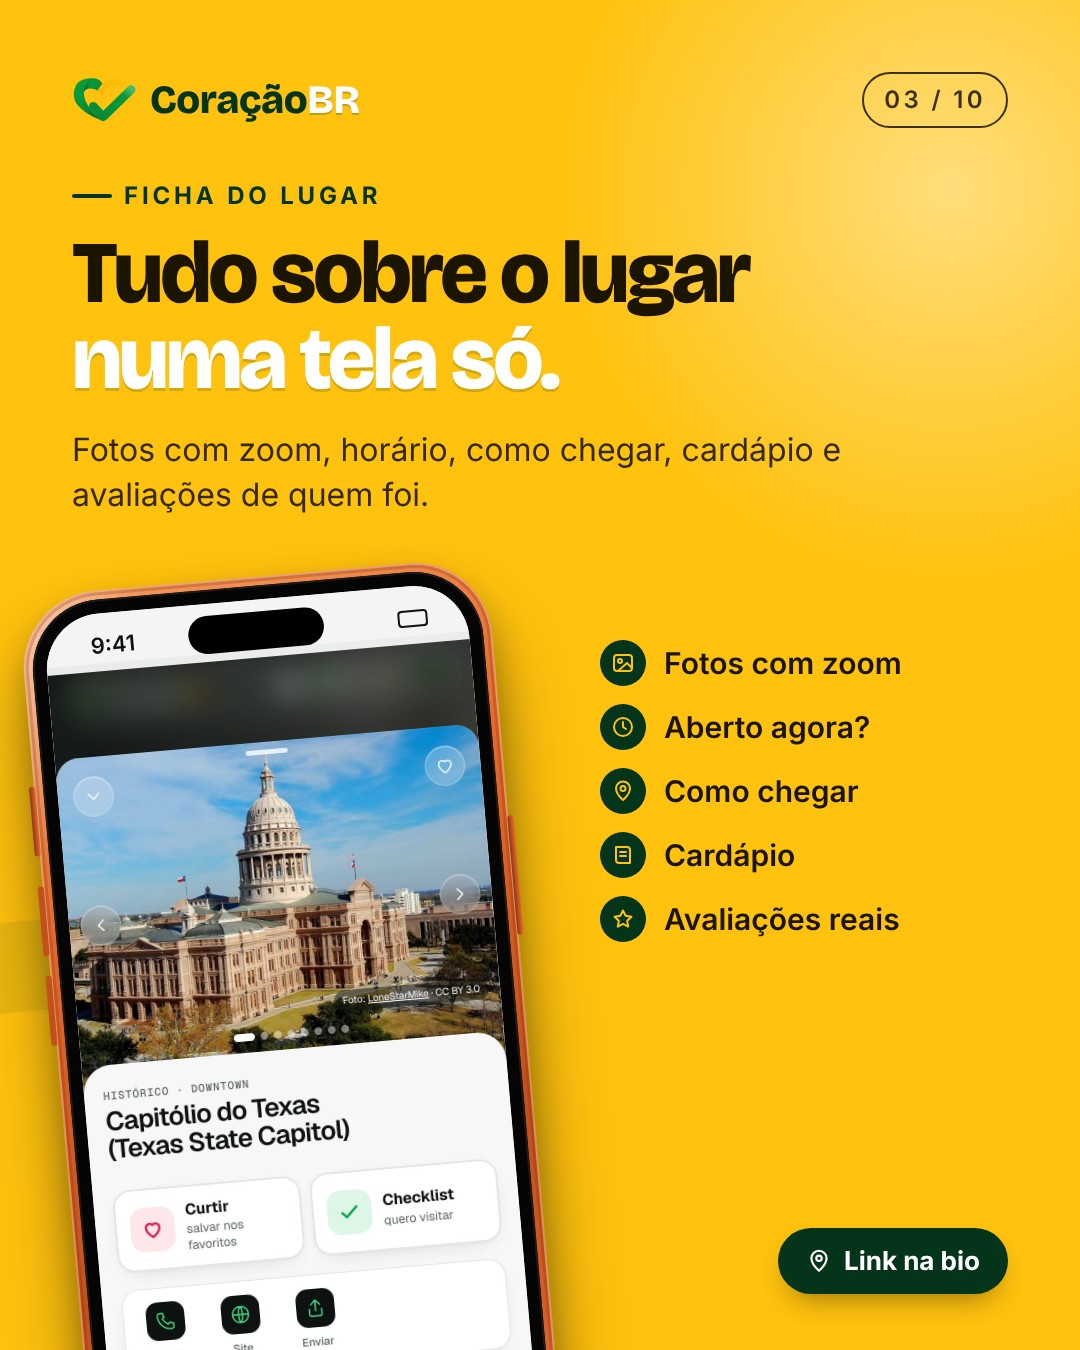 CoraçãoBR
03 / 10
FICHA DO LUGAR
Tudo sobre o lugar
numa tela só.
Fotos com zoom, horário, como chegar, cardápio e
avaliações de quem foi.
9:41
Fotos com zoom
Aberto agora?
Como chegar
Cardápio
Avaliações reais
Foto: LoneStarMike · CC BY 3.0
HISTÓRICO · DOWNTOWN
Capitólio do Texas
(Texas State Capitol)
Curtir
salvar nos
favoritos
Checklist
quero visitar
Site
Enviar
Link na bio